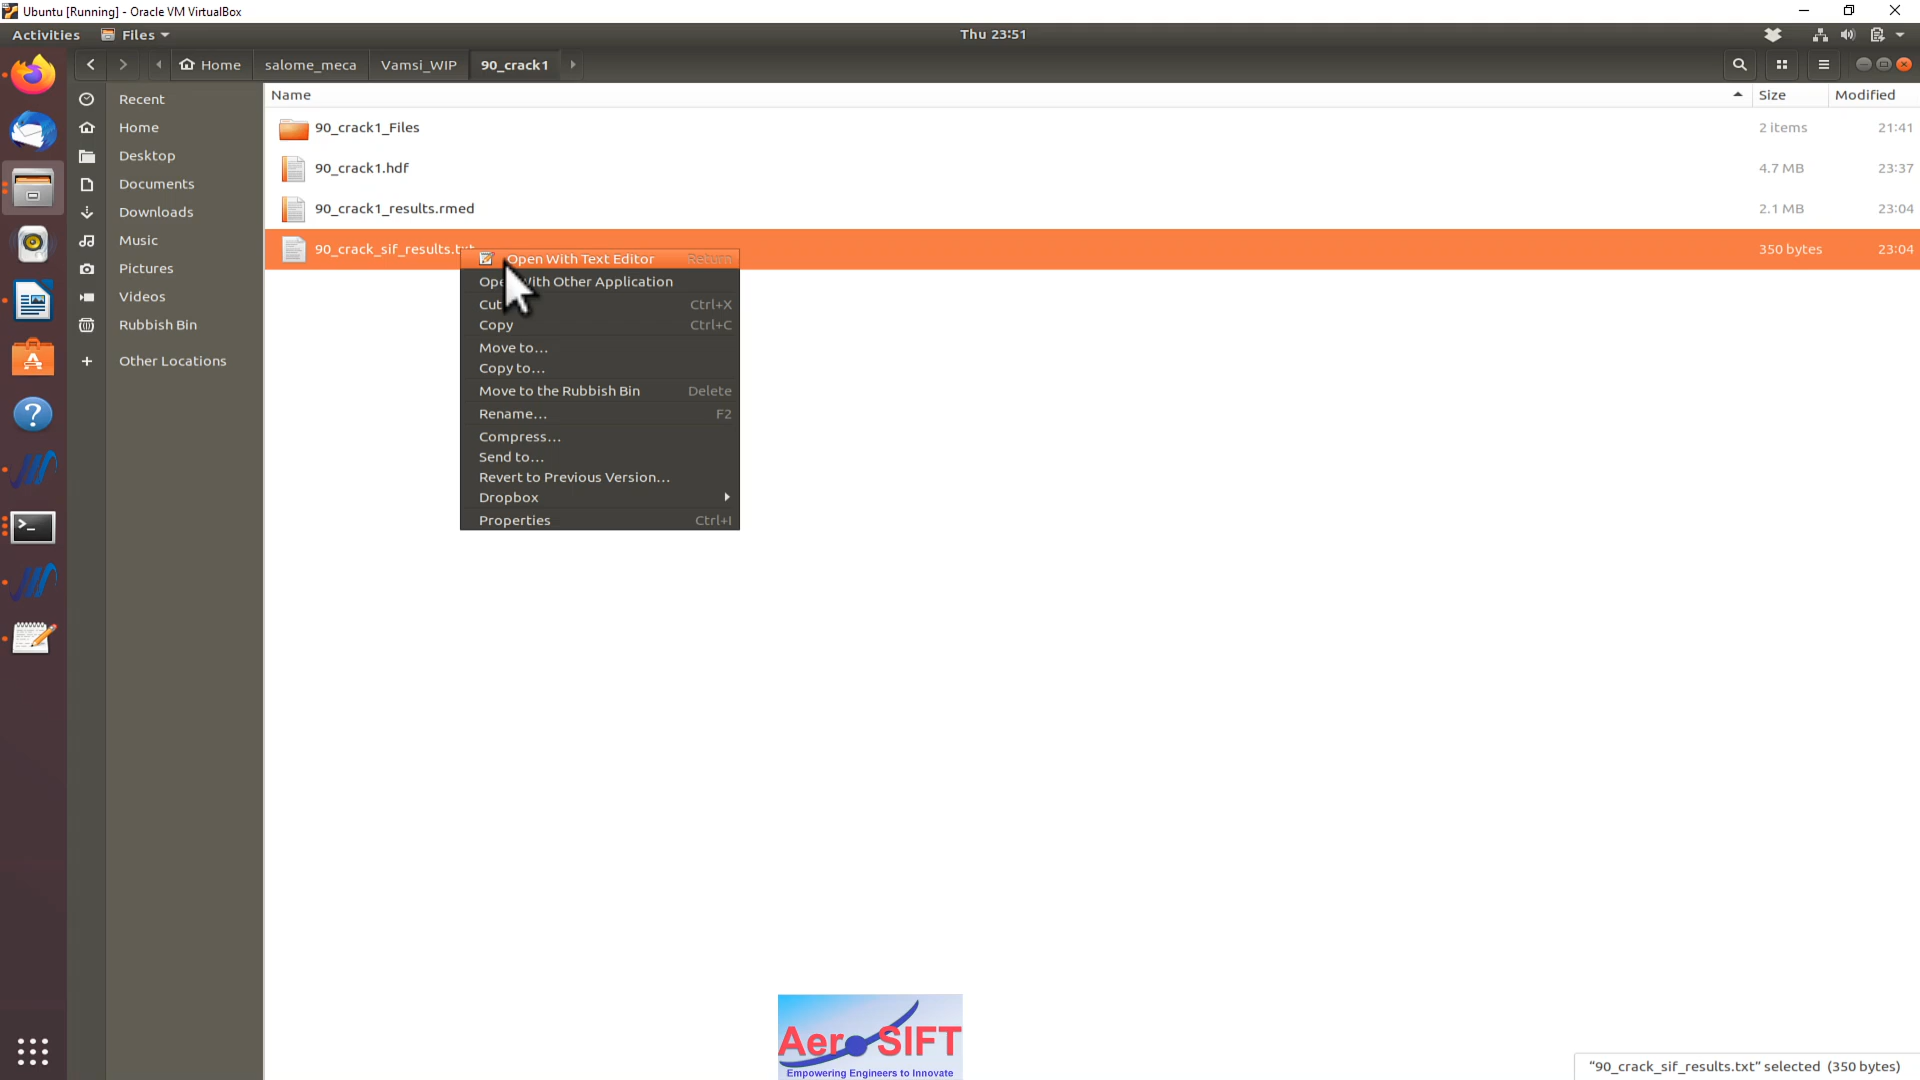 Ubuntu [Running] - Oracle VM VirtualBox
Activities Files Thu 23:51
Home salome_meca Vamsi_WIP 90_crack1
Recent
Home
Desktop
Documents
Downloads
Music
Pictures
Videos
Rubbish Bin
Other Locations
Name Size Modified
90_crack1_Files 2 items 21:41
90_crack1.hdf 4.7 MB 23:37
90_crack1_results.rmed 2.1 MB 23:04
90_crack_sif_results.txt 350 bytes 23:04
Open With Text Editor Return
Open With Other Application
Cut Ctrl+X
Copy Ctrl+C
Move to…
Copy to…
Move to the Rubbish Bin Delete
Rename… F2
Compress…
Send to…
Revert to Previous Version…
Dropbox
Properties Ctrl+I
AeroSIFT
Empowering Engineers to Innovate
“90_crack_sif_results.txt” selected (350 bytes)